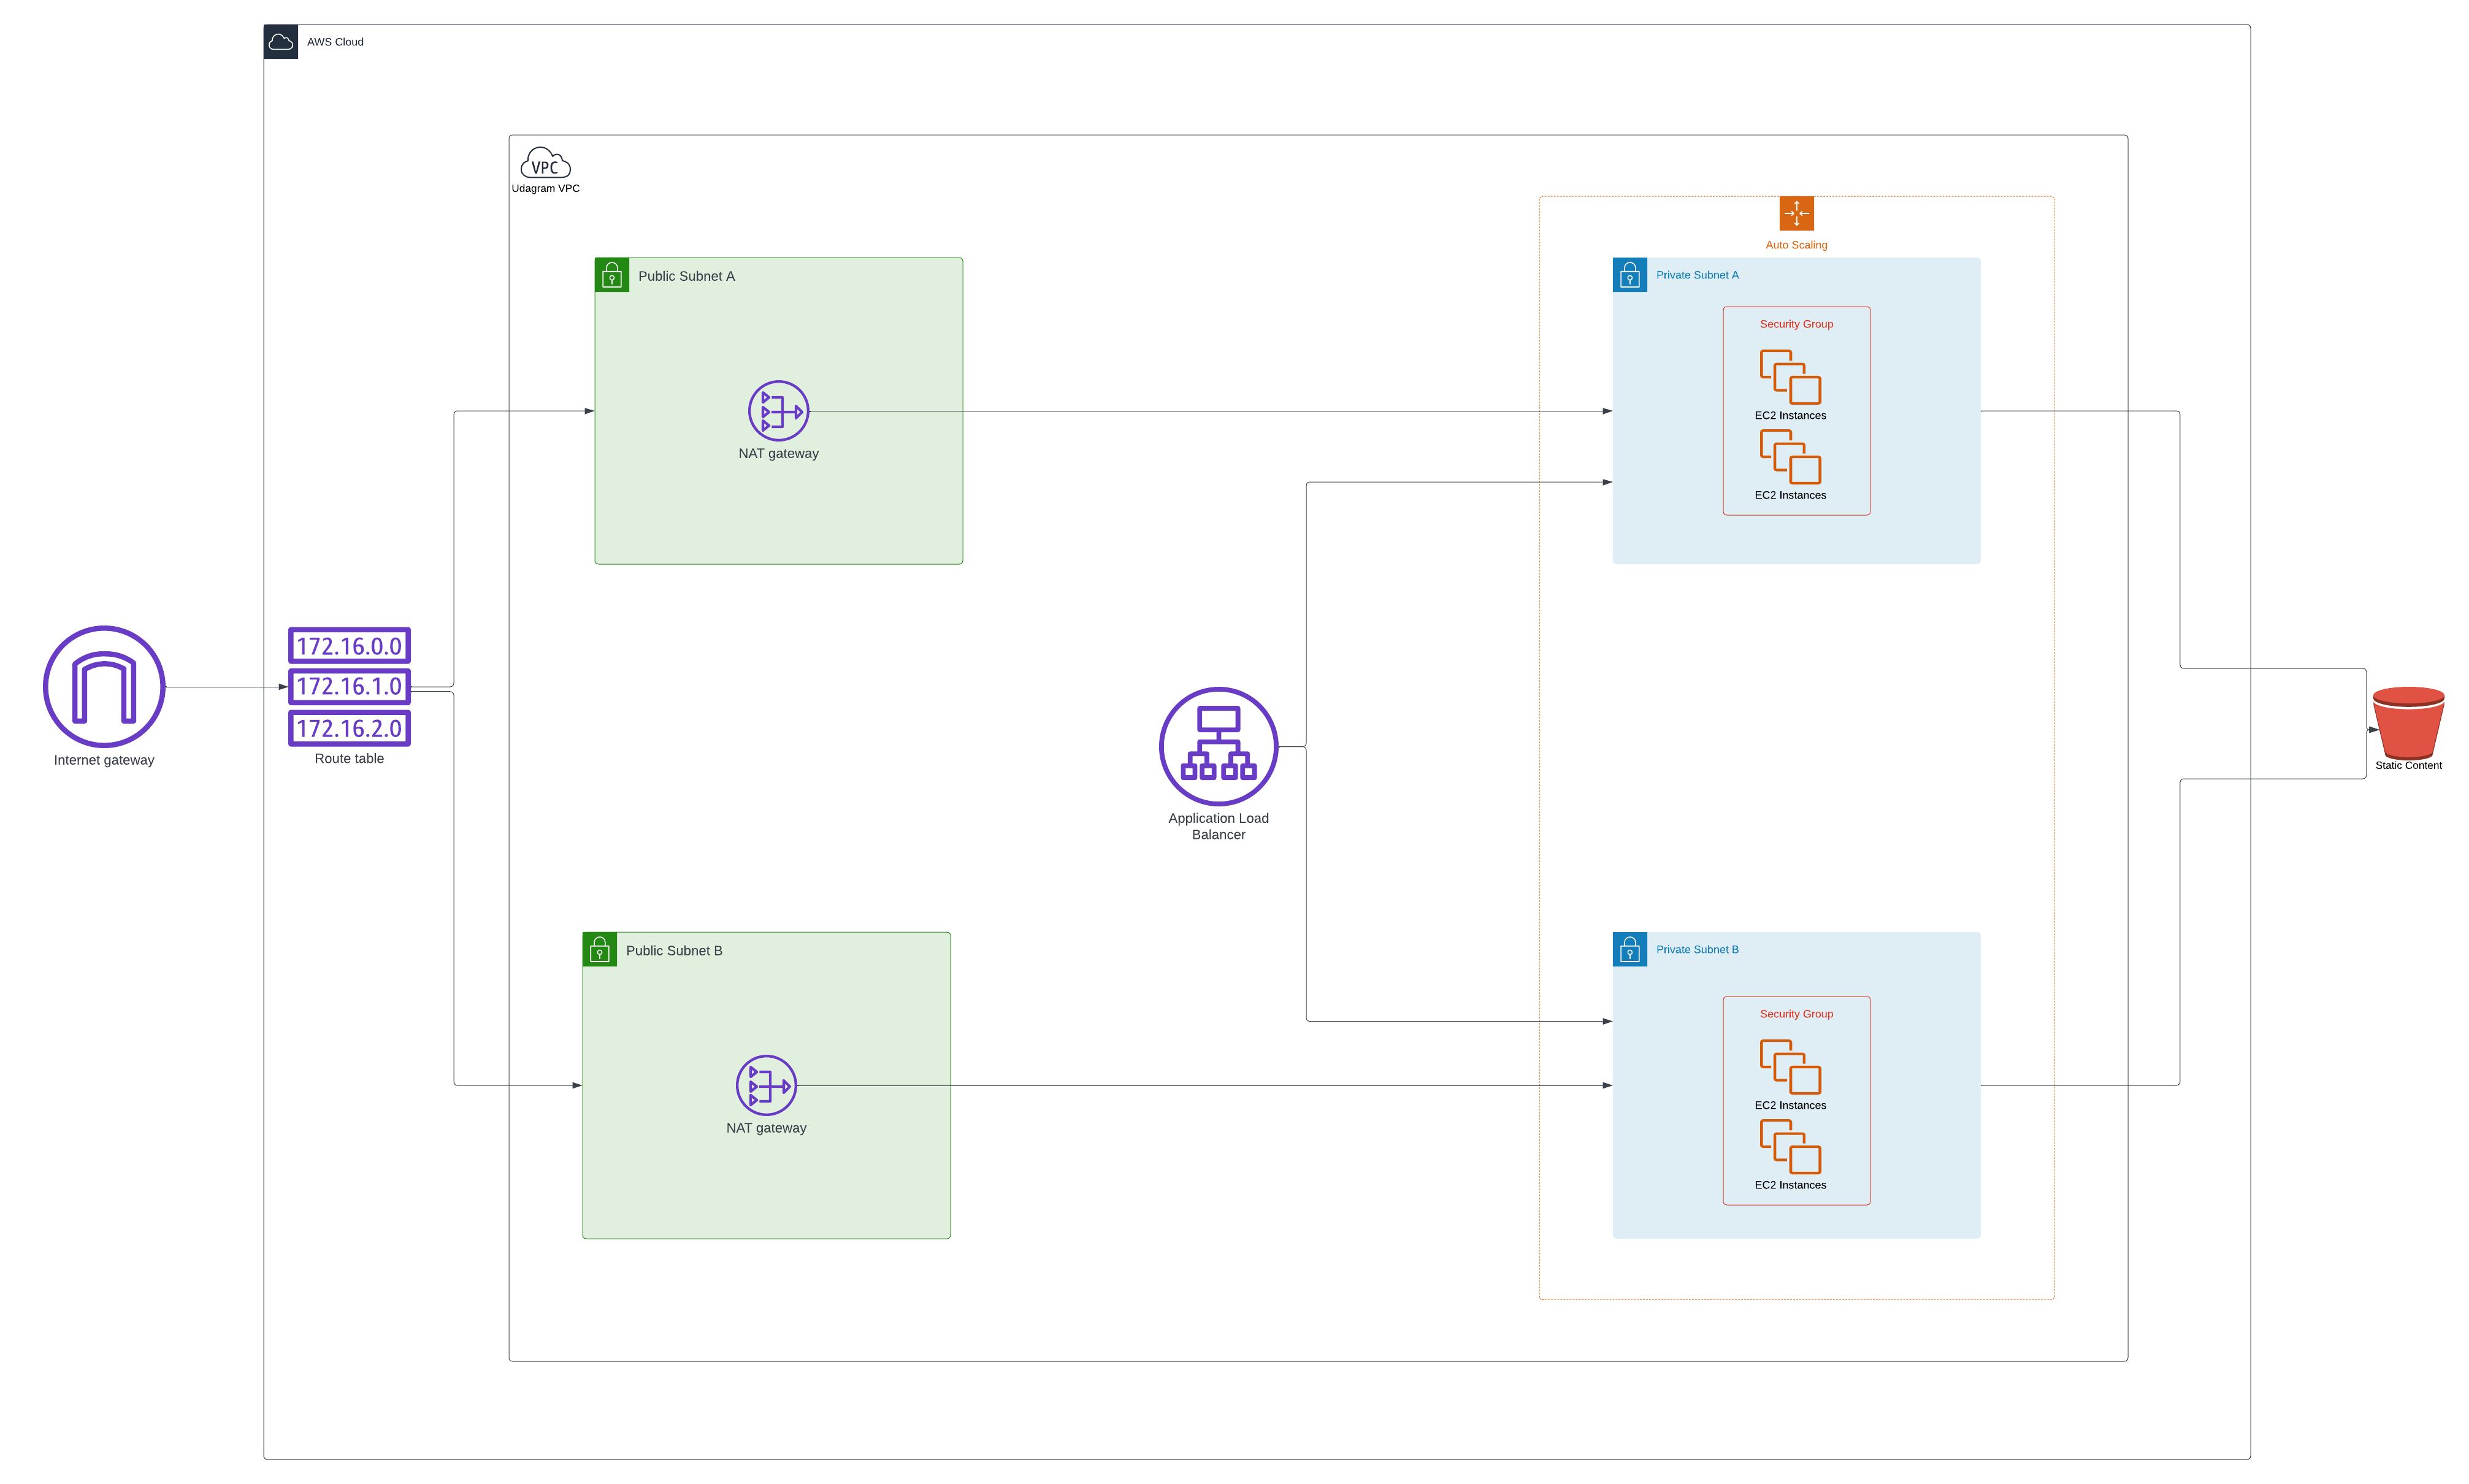 AWS Cloud
VPC
Udagram VPC
Auto Scaling
Public Subnet A
Private Subnet A
Security Group
EC2 Instances
NAT gateway
EC2 Instances
172.16.0.0
172.16.1.0
172.16.2.0
Internet gateway
Route table
Static Content
Application Load
Balancer
Public Subnet B
Private Subnet B
Security Group
EC2 Instances
NAT gateway
EC2 Instances